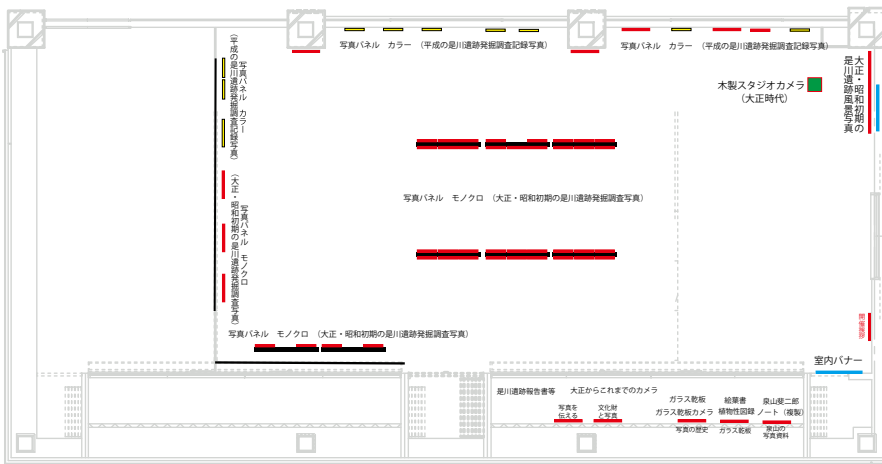 写真パネル　カラー　（平成の是川遺跡発掘調査記録写真）
写真パネル　カラー　（平成の是川遺跡発掘調査記録写真）
写真パネル　カラー
（平成の是川遺跡発掘調査記録写真）
大正・昭和初期の
是川遺跡風景写真
木製スタジオカメラ
（大正時代）
写真パネル　モノクロ　（大正・昭和初期の是川遺跡発掘調査写真）
写真パネル　モノクロ
（大正・昭和初期の是川遺跡発掘調査写真）
写真パネル　モノクロ　（大正・昭和初期の是川遺跡発掘調査写真）
開催挨拶
室内バナー
是川遺跡報告書等　大正からこれまでのカメラ
写真を
伝える
文化財
と写真
ガラス乾板
ガラス乾板カメラ
写真の歴史
絵葉書
植物性図録
ガラス乾板
泉山斐二郎
ノート（複製）
泉山の
写真資料